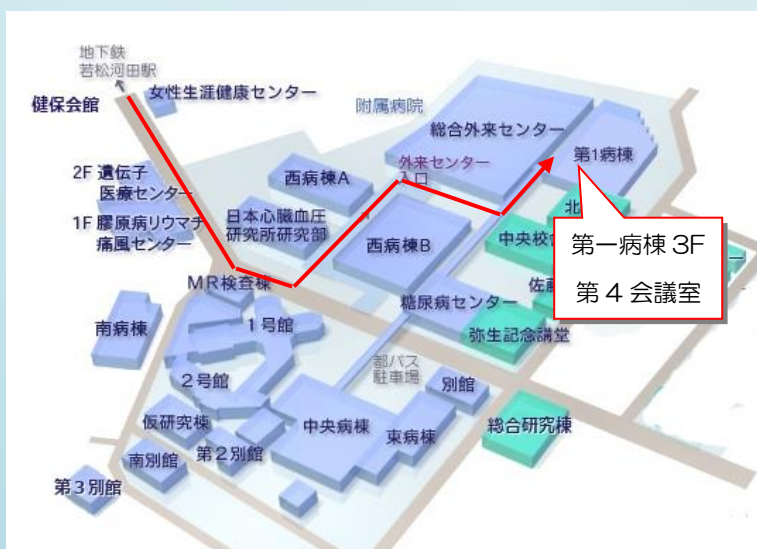 地下鉄
若松河田駅
健保会館
女性生涯健康センター
附属病院
総合外来センター
第1病棟
外来センター
入口
2F 遺伝子
医療センター
1F 膠原病リウマチ
痛風センター
西病棟A
日本心臓血圧
研究所研究部
西病棟B
北
中央校
第一病棟 3F
第 4 会議室
ー
MR検査棟
糖尿病センター
佐
弥生記念講堂
南病棟
1号館
都バス
駐車場
2号館
別館
仮研究棟
中央病棟
東病棟
総合研究棟
南別館
第2別館
第3別館